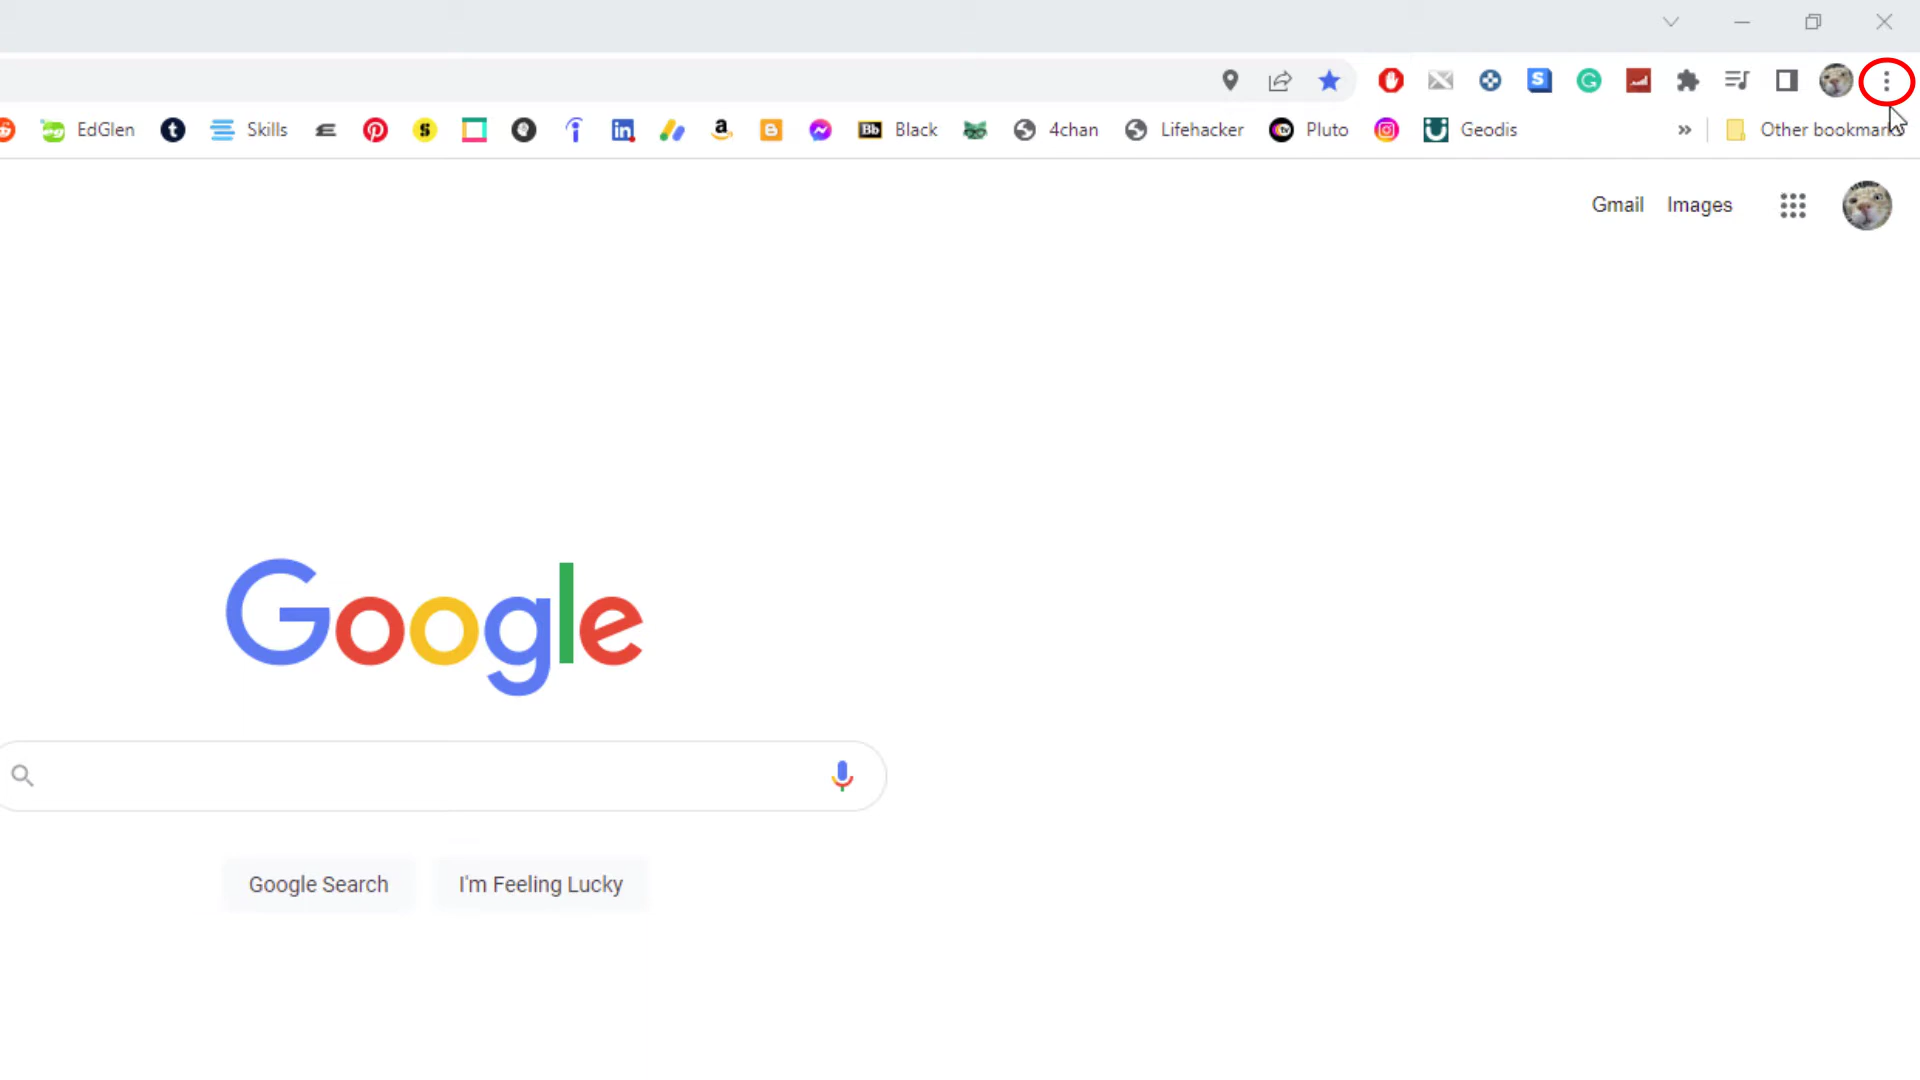 EdGlen Skills Black 4chan Lifehacker Pluto Geodis » Other bookmarks
Gmail Images
Google
Google Search I'm Feeling Lucky